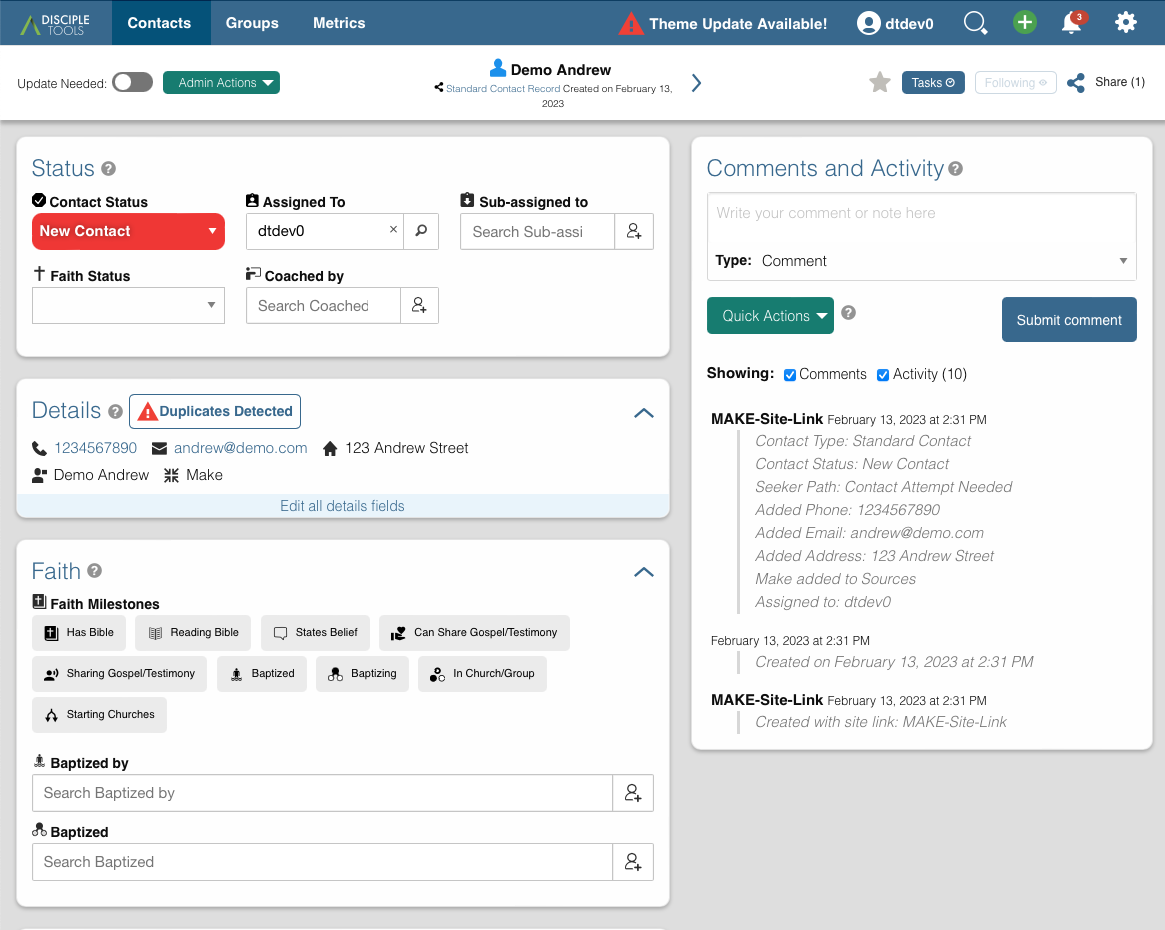 DISCIPLE TOOLS Contacts Groups Metrics Theme Update Available! dtdev0 3
Update Needed: Admin Actions
Demo Andrew
Standard Contact Record Created on February 13,
2023
Tasks Following Share (1)
Status
Contact Status Assigned To Sub-assigned to
New Contact dtdev0 × Search Sub-assi
Faith Status Coached by
Search Coached
Details Duplicates Detected
1234567890 andrew@demo.com 123 Andrew Street
Demo Andrew Make
Edit all details fields
Faith
Faith Milestones
Has Bible Reading Bible States Belief Can Share Gospel/Testimony
Sharing Gospel/Testimony Baptized Baptizing In Church/Group
Starting Churches
Baptized by
Search Baptized by
Baptized
Search Baptized
Comments and Activity
Write your comment or note here
Type: Comment
Quick Actions Submit comment
Showing: Comments Activity (10)
MAKE-Site-Link February 13, 2023 at 2:31 PM
Contact Type: Standard Contact
Contact Status: New Contact
Seeker Path: Contact Attempt Needed
Added Phone: 1234567890
Added Email: andrew@demo.com
Added Address: 123 Andrew Street
Make added to Sources
Assigned to: dtdev0
February 13, 2023 at 2:31 PM
Created on February 13, 2023 at 2:31 PM
MAKE-Site-Link February 13, 2023 at 2:31 PM
Created with site link: MAKE-Site-Link